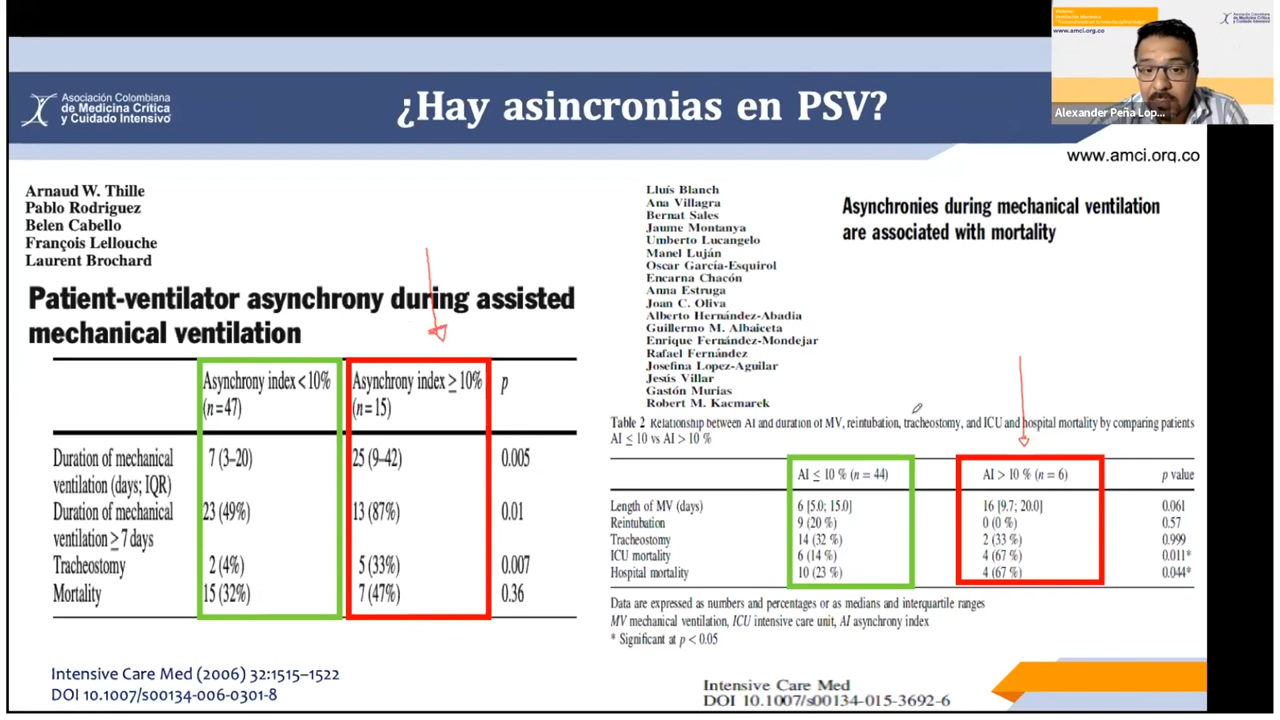 Asociación Colombiana
de Medicina Crítica
y Cuidado Intensivo
¿Hay asincronias en PSV?
www.amci.org.co
Alexander Peña Lop...
www.amci.org.co
Arnaud W. Thille
Pablo Rodriguez
Belen Cabello
François Lellouche
Laurent Brochard
Patient-ventilator asynchrony during assisted
mechanical ventilation
Asynchrony index <10% Asynchrony index ≥ 10% p
(n=47) (n=15)
Duration of mechanical 7 (3–20) 25 (9–42) 0.005
ventilation (days; IQR)
Duration of mechanical 23 (49%) 13 (87%) 0.01
ventilation ≥ 7 days
Tracheostomy 2 (4%) 5 (33%) 0.007
Mortality 15 (32%) 7 (47%) 0.36
Intensive Care Med (2006) 32:1515–1522
DOI 10.1007/s00134-006-0301-8
Lluís Blanch
Ana Villagra
Bernat Sales
Jaume Montanya
Umberto Lucangelo
Manel Luján
Oscar García-Esquirol
Encarna Chacón
Anna Estruga
Joan C. Oliva
Alberto Hernández-Abadia
Guillermo M. Albaiceta
Enrique Fernández-Mondejar
Rafael Fernández
Josefina Lopez-Aguilar
Jesús Villar
Gastón Murias
Robert M. Kacmarek
Asynchronies during mechanical ventilation
are associated with mortality
Table 2 Relationship between AI and duration of MV, reintubation, tracheostomy, and ICU and hospital mortality by comparing patients
AI ≤ 10 vs AI > 10 %
AI ≤ 10 % (n = 44) AI > 10 % (n = 6) p value
Length of MV (days) 6 [5.0; 15.0] 16 [9.7; 20.0] 0.061
Reintubation 9 (20 %) 0 (0 %) 0.57
Tracheostomy 14 (32 %) 2 (33 %) 0.999
ICU mortality 6 (14 %) 4 (67 %) 0.011*
Hospital mortality 10 (23 %) 4 (67 %) 0.044*
Data are expressed as numbers and percentages or as medians and interquartile ranges
MV mechanical ventilation, ICU intensive care unit, AI asynchrony index
* Significant at p < 0.05
Intensive Care Med
DOI 10.1007/s00134-015-3692-6